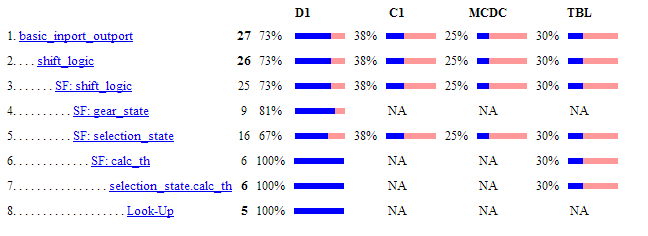 D1 C1 MCDC TBL
1. basic_inport_outport 27 73% 38% 25% 30%
2. . . . shift_logic 26 73% 38% 25% 30%
3. . . . . . . SF: shift_logic 25 73% 38% 25% 30%
4. . . . . . . . . . SF: gear_state 9 81% NA NA NA
5. . . . . . . . . . SF: selection_state 16 67% 38% 25% 30%
6. . . . . . . . . . . . . SF: calc_th 6 100% NA NA 30%
7. . . . . . . . . . . . . . . . selection_state.calc_th 6 100% NA NA 30%
8. . . . . . . . . . . . . . . . . . . Look-Up 5 100% NA NA NA